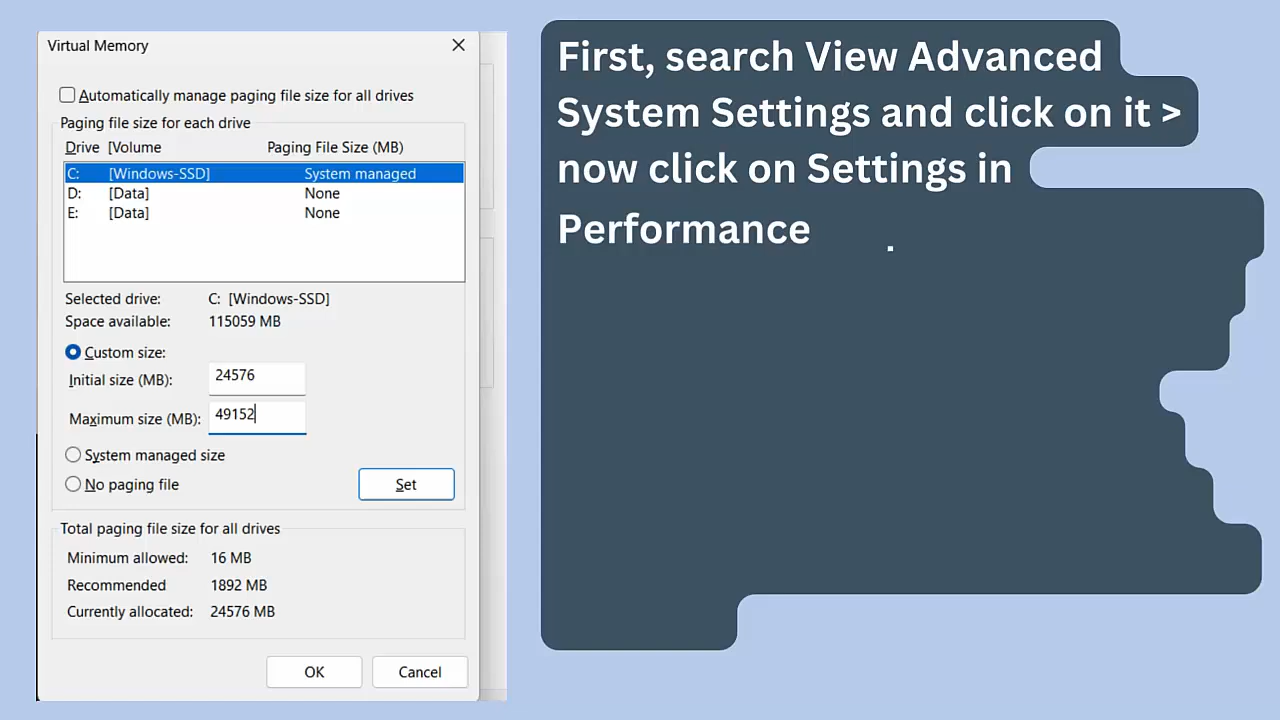 Virtual Memory
Automatically manage paging file size for all drives
Paging file size for each drive
Drive [Volume Paging File Size (MB)
C: [Windows-SSD] System managed
D: [Data] None
E: [Data] None
Selected drive: C: [Windows-SSD]
Space available: 115059 MB
Custom size:
Initial size (MB): 24576
Maximum size (MB): 49152
System managed size
No paging file
Set
Total paging file size for all drives
Minimum allowed: 16 MB
Recommended 1892 MB
Currently allocated: 24576 MB
OK Cancel
First, search View Advanced
System Settings and click on it >
now click on Settings in
Performance .